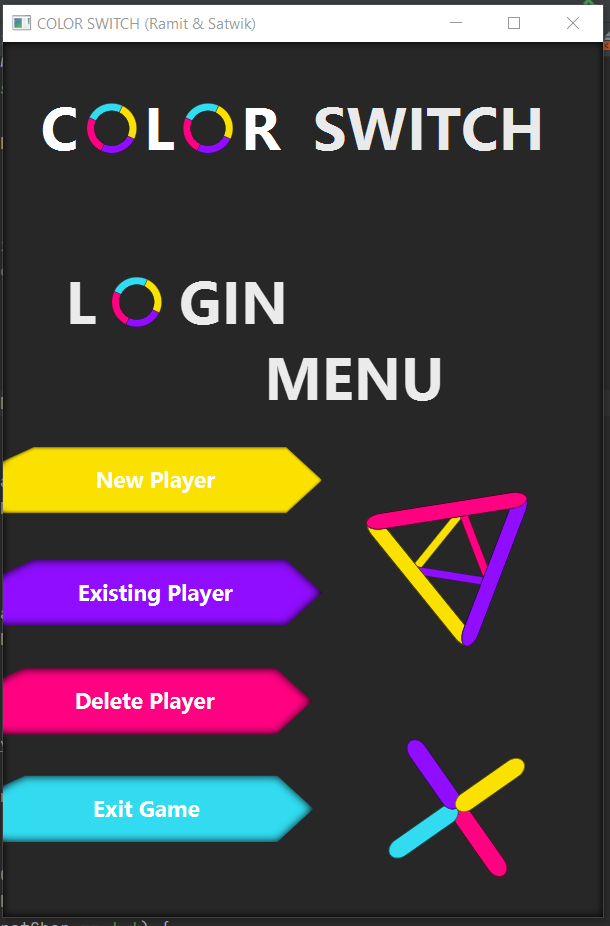 COLOR SWITCH (Ramit & Satwik)
COLOR SWITCH
LOGIN
MENU
New Player
Existing Player
Delete Player
Exit Game